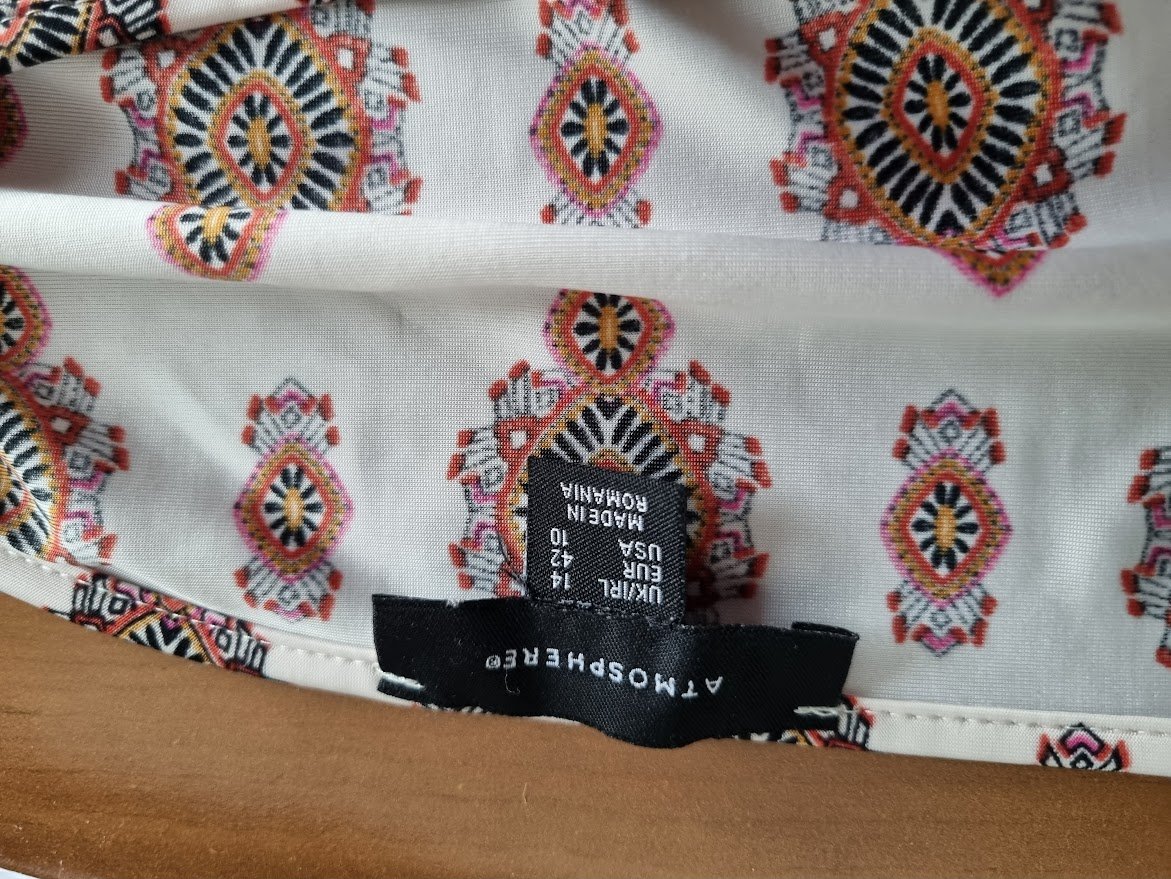 ATMOSPHERE®
UK/IRL 14
EUR 42
USA 10
MADE IN
ROMANIA